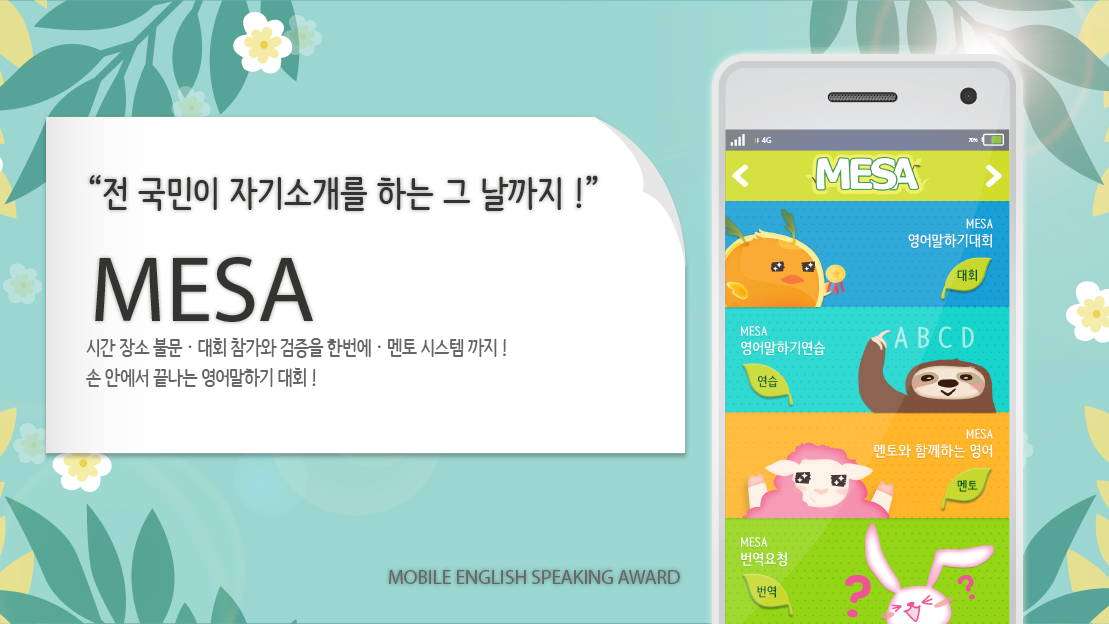 “전 국민이 자기소개를 하는 그 날까지 !”
MESA
시간 장소 불문 · 대회 참가와 검증을 한번에 · 멘토 시스템 까지 !
손 안에서 끝나는 영어말하기 대회 !
MOBILE ENGLISH SPEAKING AWARD
4G
70%
MESA
MESA
영어말하기대회
대회
MESA
영어말하기연습
연습
A B C D
MESA
멘토와 함께하는 영어
멘토
MESA
번역요청
번역
? ?